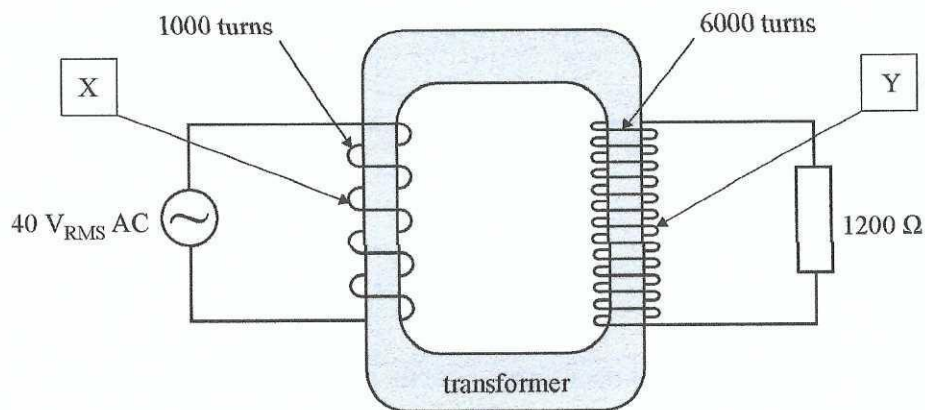 1000 turns
6000 turns
X
Y
40 V_RMS AC
1200 Ω
transformer